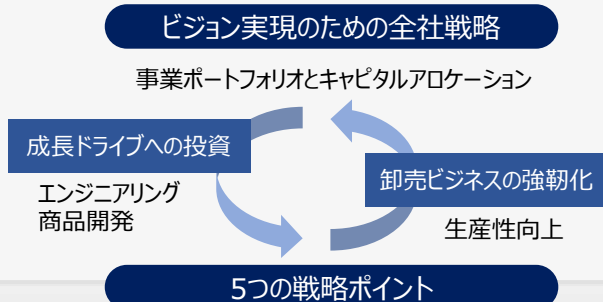 ビジョン実現のための全社戦略
事業ポートフォリオとキャピタルアロケーション
成長ドライブへの投資
エンジニアリング
商品開発
卸売ビジネスの強靭化
生産性向上
5つの戦略ポイント